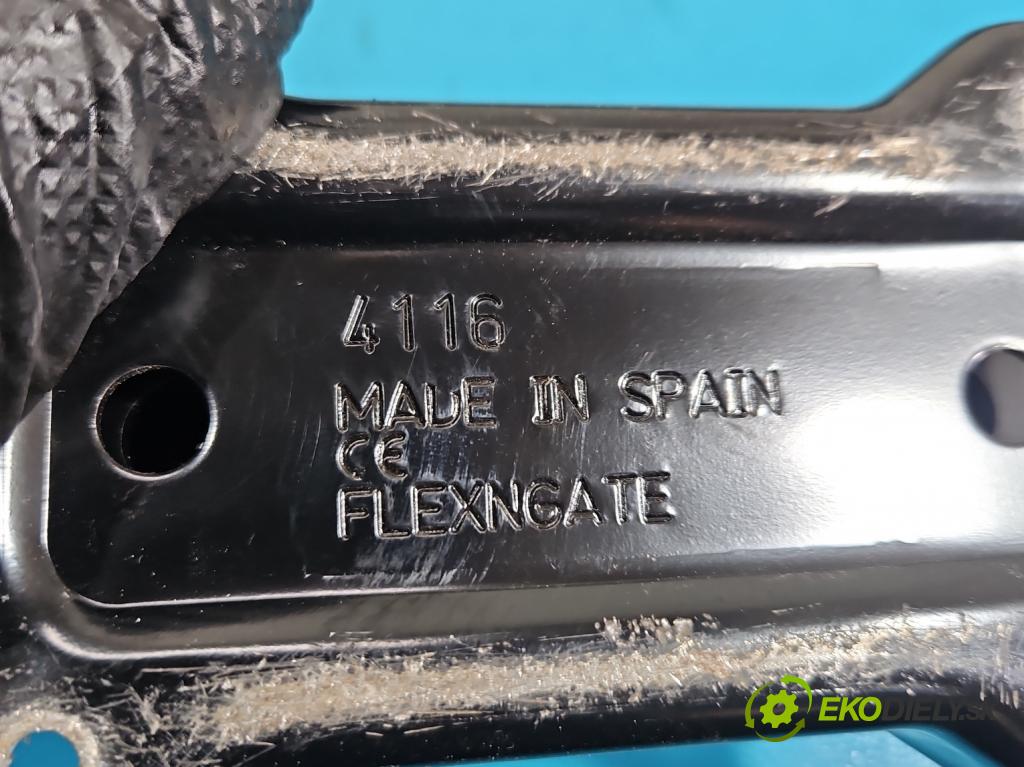 4116
MADE IN SPAIN
CE
FLEXNGATE
EKODIELY.SK